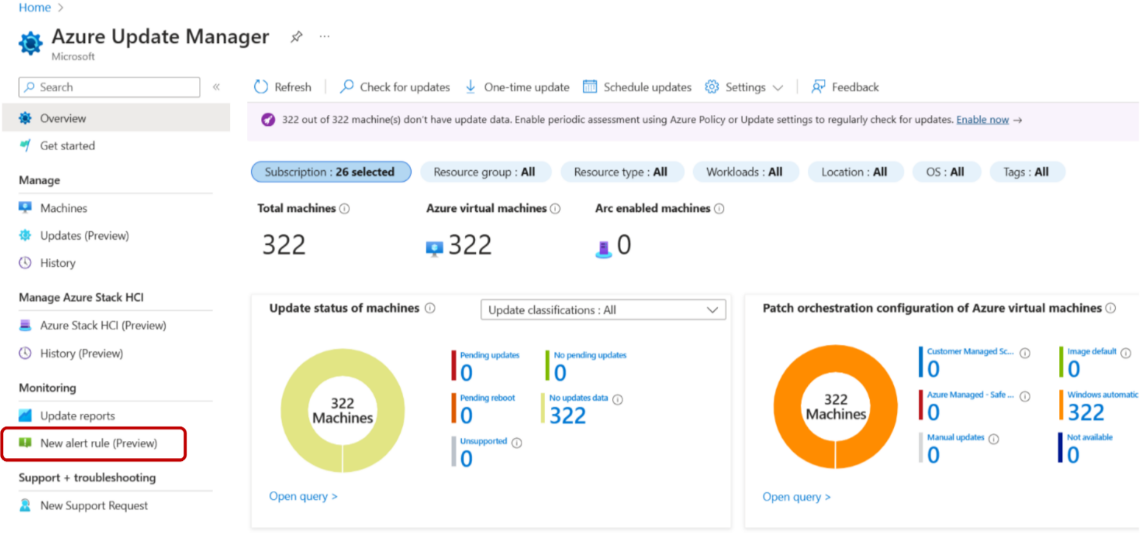 Home >
Azure Update Manager
Microsoft
Search
Refresh
Check for updates
One-time update
Schedule updates
Settings
Feedback
Overview
Get started
Manage
Machines
Updates (Preview)
History
Manage Azure Stack HCI
Azure Stack HCI (Preview)
History (Preview)
Monitoring
Update reports
New alert rule (Preview)
Support + troubleshooting
New Support Request
322 out of 322 machine(s) don't have update data. Enable periodic assessment using Azure Policy or Update settings to regularly check for updates. Enable now →
Subscription : 26 selected
Resource group : All
Resource type : All
Workloads : All
Location : All
OS : All
Tags : All
Total machines
322
Azure virtual machines
322
Arc enabled machines
0
Update status of machines
Update classifications : All
322
Machines
Pending updates
0
No pending updates
0
Pending reboot
0
No updates data
322
Unsupported
0
Open query >
Patch orchestration configuration of Azure virtual machines
322
Machines
Customer Managed Sc...
0
Image default
0
Azure Managed - Safe ...
0
Windows automatic
322
Manual updates
0
Not available
0
Open query >